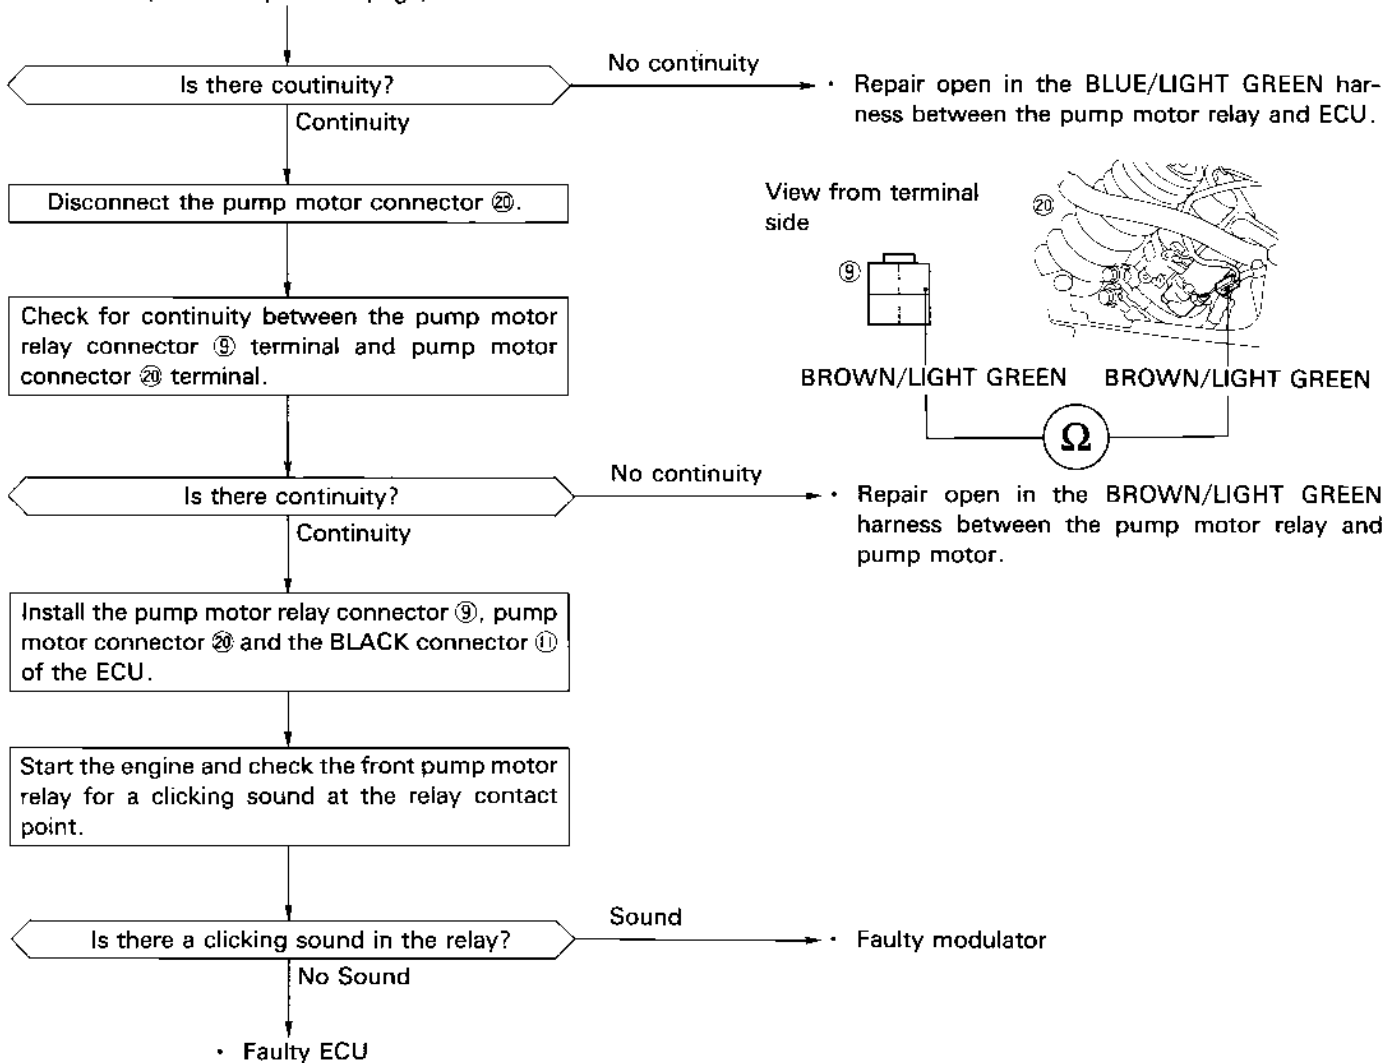 Is there coutinuity?
No continuity
· Repair open in the BLUE/LIGHT GREEN har-
ness between the pump motor relay and ECU.
Continuity
Disconnect the pump motor connector ⑳.
View from terminal
side
⑨
⑳
BROWN/LIGHT GREEN
BROWN/LIGHT GREEN
Ω
Check for continuity between the pump motor
relay connector ⑨ terminal and pump motor
connector ⑳ terminal.
Is there continuity?
No continuity
· Repair open in the BROWN/LIGHT GREEN
harness between the pump motor relay and
pump motor.
Continuity
Install the pump motor relay connector ⑨, pump
motor connector ⑳ and the BLACK connector ⑪
of the ECU.
Start the engine and check the front pump motor
relay for a clicking sound at the relay contact
point.
Is there a clicking sound in the relay?
Sound
· Faulty modulator
No Sound
· Faulty ECU